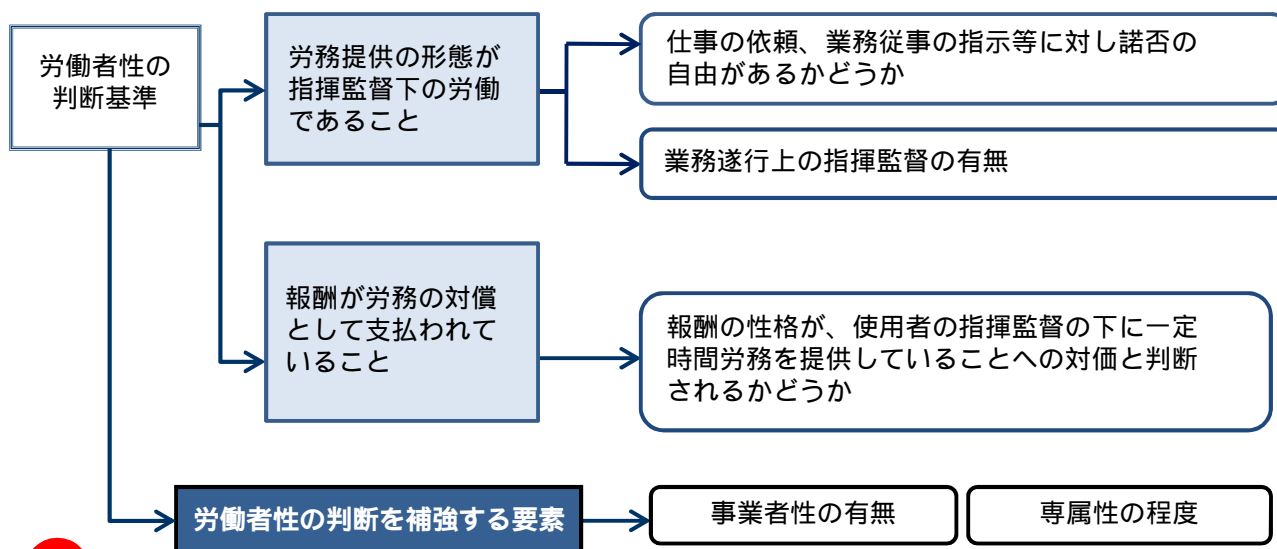 労働者性の
判断基準
労務提供の形態が
指揮監督下の労働
であること
仕事の依頼、業務従事の指示等に対し諾否の
自由があるかどうか
業務遂行上の指揮監督の有無
報酬が労務の対償
として支払われて
いること
報酬の性格が、使用者の指揮監督の下に一定
時間労務を提供していることへの対価と判断
されるかどうか
労働者性の判断を補強する要素
事業者性の有無
専属性の程度